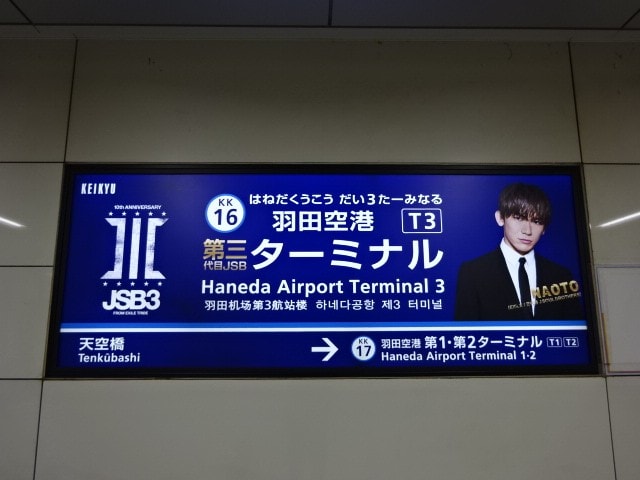 KEIKYU
10th ANNIVERSARY
JSB3
FROM EXILE TRIBE
はねだくうこう だい3たーみなる
KK
16
羽田空港
T3
第三
代目JSB
ターミナル
Haneda Airport Terminal 3
羽田机场第3航站楼 하네다공항 제3 터미널
NAOTO
天空橋
Tenkūbashi
→
KK
17
羽田空港 第1・第2ターミナル T1 T2
Haneda Airport Terminal 1·2